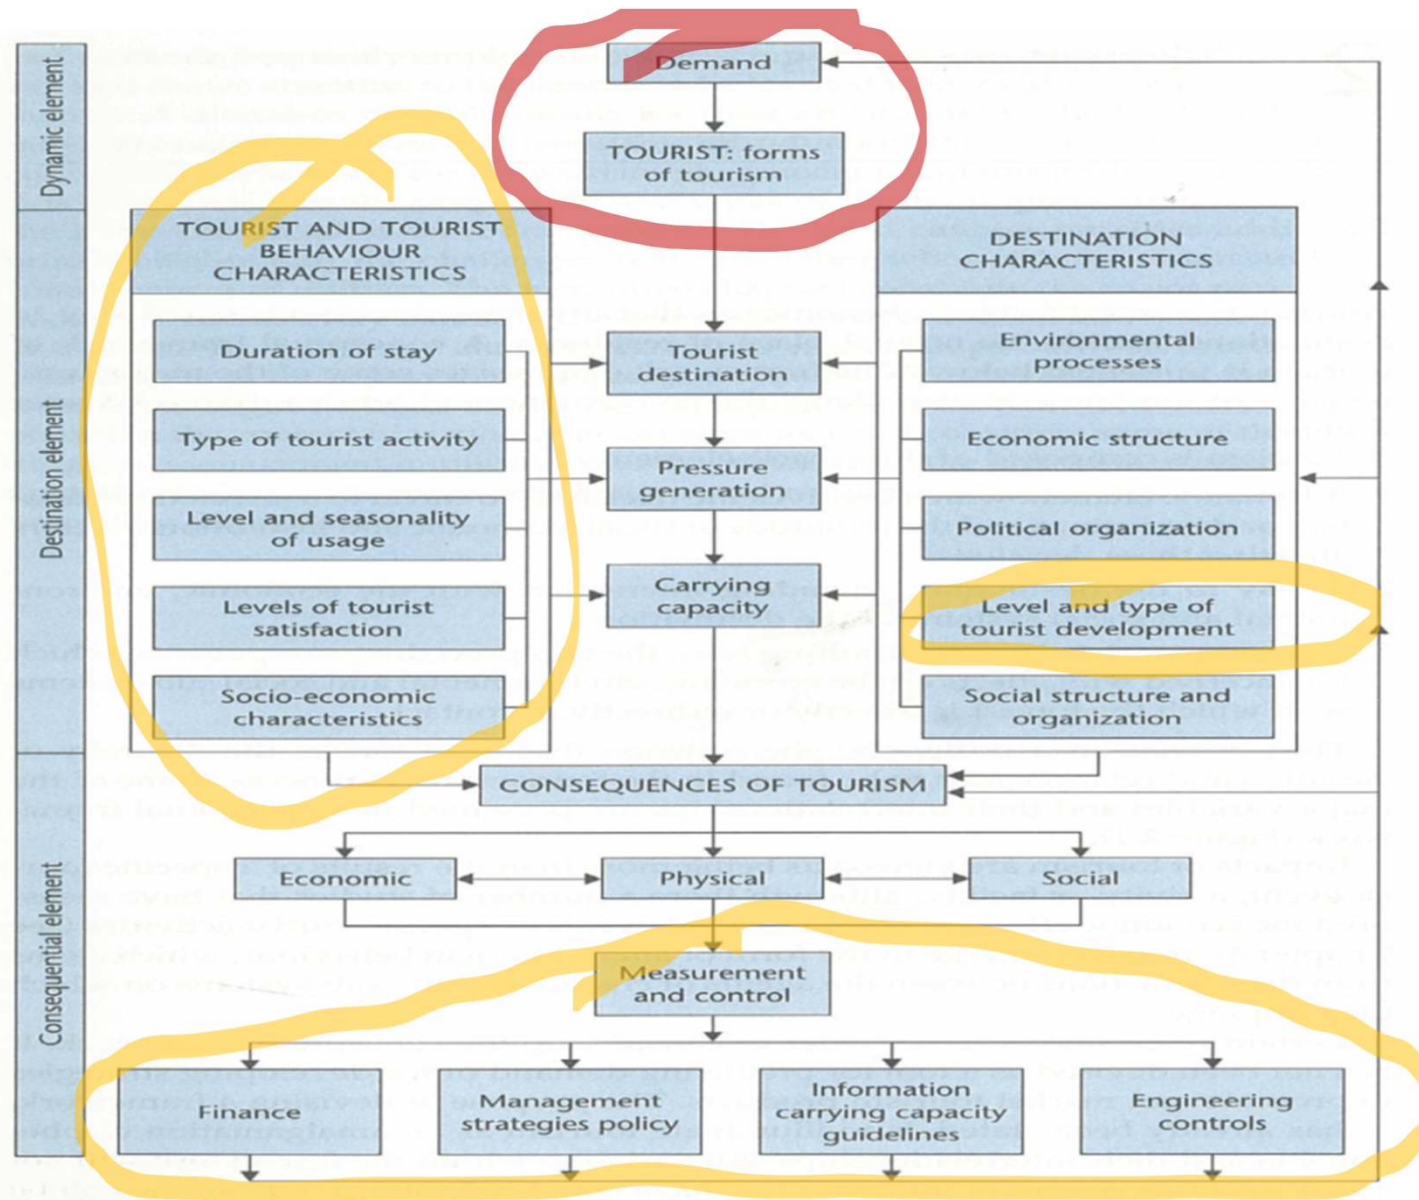 Dynamic element
Demand
TOURIST: forms
of tourism
Destination element
TOURIST AND TOURIST
BEHAVIOUR
CHARACTERISTICS
DESTINATION
CHARACTERISTICS
Duration of stay
Tourist
destination
Environmental
processes
Type of tourist activity
Pressure
generation
Economic structure
Level and seasonality
of usage
Political organization
Levels of tourist
satisfaction
Carrying
capacity
Level and type of
tourist development
Socio-economic
characteristics
Social structure and
organization
Consequential element
CONSEQUENCES OF TOURISM
Economic
Physical
Social
Measurement
and control
Finance
Management
strategies policy
Information
carrying capacity
guidelines
Engineering
controls